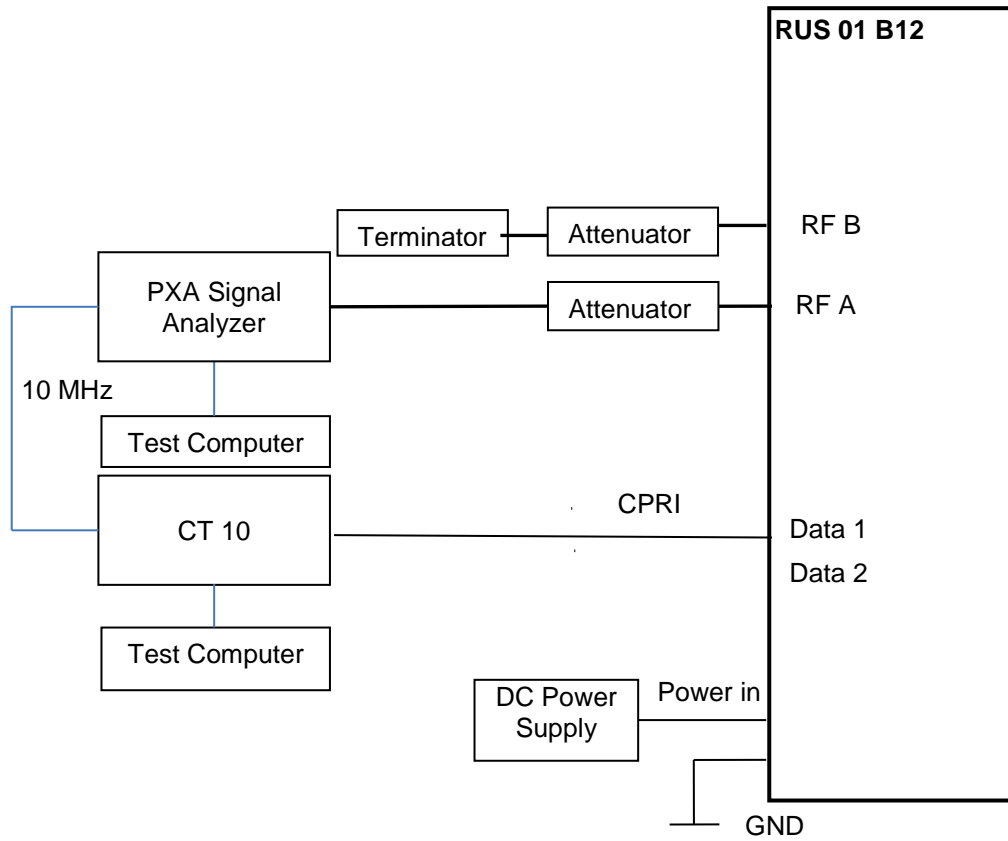 RUS 01 B12
Terminator
Attenuator
RF B
PXA Signal
Analyzer
Attenuator
RF A
10 MHz
Test Computer
CT 10
CPRI
Data 1
Data 2
Test Computer
DC Power
Supply
Power in
GND